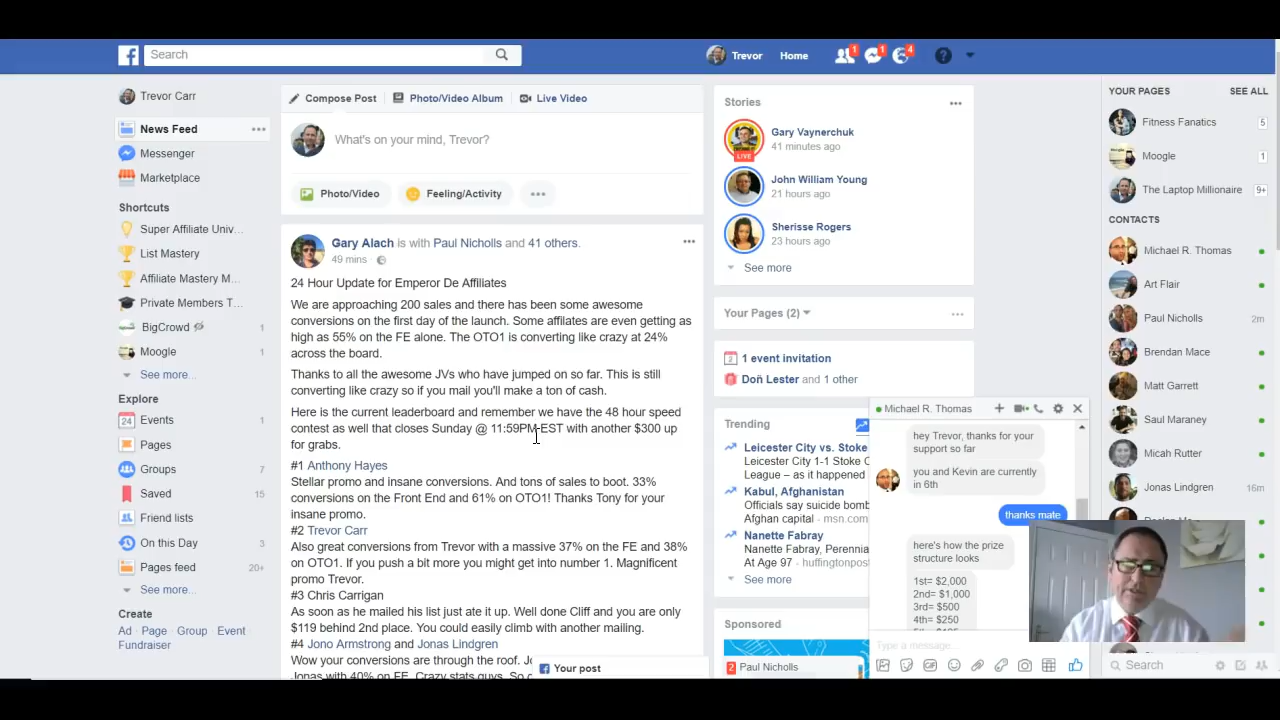 Search
Trevor
Home
1
1
4
Trevor Carr
News Feed
Messenger
Marketplace
Shortcuts
Super Affiliate Univ...
List Mastery
Affiliate Mastery M...
Private Members T...
BigCrowd
1
Moogle
1
See more...
Explore
Events
24
Pages
Groups
7
Saved
15
Friend lists
On this Day
3
Pages feed
20+
See more...
Create
Ad · Page · Group · Event
Fundraiser
Compose Post
Photo/Video Album
Live Video
What's on your mind, Trevor?
Photo/Video
Feeling/Activity
Gary Alach is with Paul Nicholls and 41 others.
49 mins ·
24 Hour Update for Emperor De Affiliates
We are approaching 200 sales and there has been some awesome
conversions on the first day of the launch. Some affilates are even getting as
high as 55% on the FE alone. The OTO1 is converting like crazy at 24%
across the board.
Thanks to all the awesome JVs who have jumped on so far. This is still
converting like crazy so if you mail you'll make a ton of cash.
Here is the current leaderboard and remember we have the 48 hour speed
contest as well that closes Sunday @ 11:59PM EST with another $300 up
for grabs.
#1 Anthony Hayes
Stellar promo and insane conversions. And tons of sales to boot. 33%
conversions on the Front End and 61% on OTO1! Thanks Tony for your
insane promo.
#2 Trevor Carr
Also great conversions from Trevor with a massive 37% on the FE and 38%
on OTO1. If you push a bit more you might get into number 1. Magnificent
promo Trevor.
#3 Chris Carrigan
As soon as he mailed his list just ate it up. Well done Cliff and you are only
$119 behind 2nd place. You could easily climb with another mailing.
#4 Jono Armstrong and Jonas Lindgren
Wow your conversions are through the roof.
Jonas with 40% on FE. Crazy stats guys.
Your post
Stories
Gary Vaynerchuk
41 minutes ago
LIVE
John William Young
21 hours ago
Sherisse Rogers
23 hours ago
See more
Your Pages (2)
1 event invitation
Doñ Lester and 1 other
Trending
Leicester City vs. Stoke
Leicester City 1-1 Stoke C
League – as it happened
Kabul, Afghanistan
Officials say suicide bomb
Afghan capital - msn.com
Nanette Fabray
Nanette Fabray, Perennia
At Age 97 - huffingtonpost
See more
Sponsored
2 Paul Nicholls
Michael R. Thomas
hey Trevor, thanks for your
support so far
you and Kevin are currently
in 6th
thanks mate
here's how the prize
structure looks
1st= $2,000
2nd= $1,000
3rd= $500
4th= $250
Type a message...
YOUR PAGES
SEE ALL
Fitness Fanatics
5
Moogle
1
The Laptop Millionaire
9+
CONTACTS
Michael R. Thomas
Art Flair
Paul Nicholls
2m
Brendan Mace
Matt Garrett
Saul Maraney
Micah Rutter
Jonas Lindgren
16m
Search